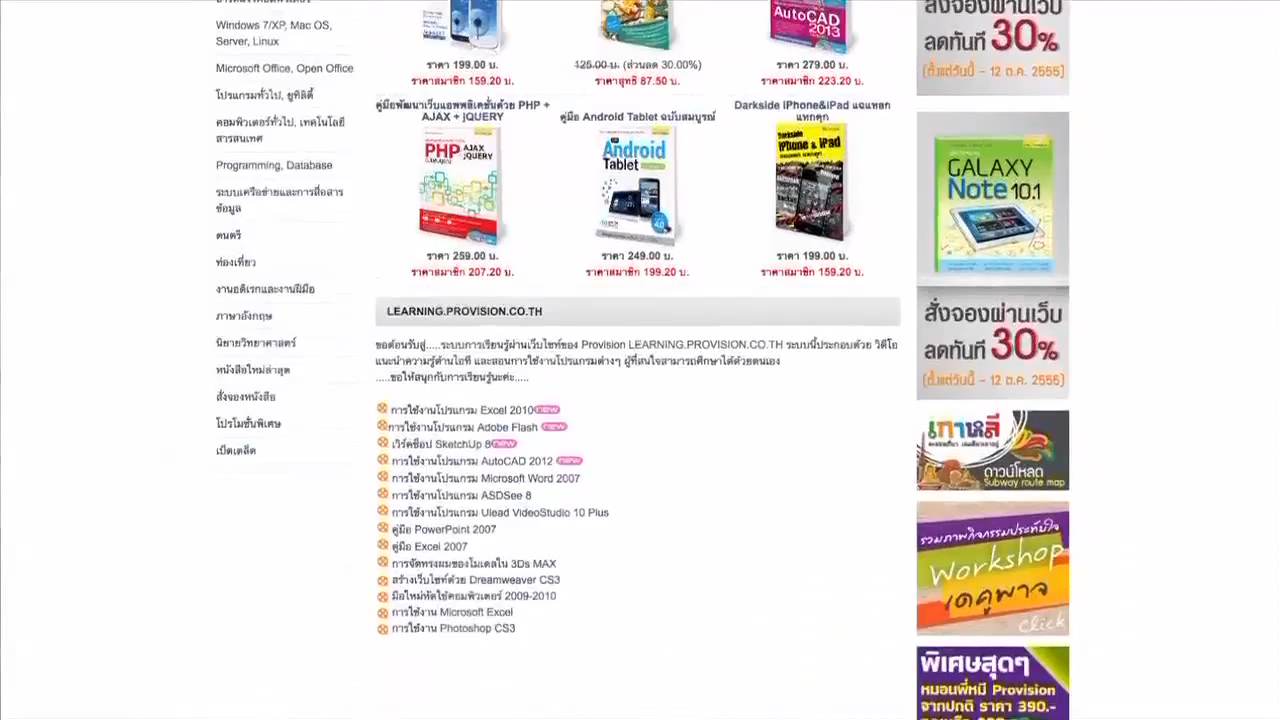 Windows 7/XP, Mac OS,
Server, Linux
Microsoft Office, Open Office
โปรแกรมทั่วไป, ยูทิลิตี้
คอมพิวเตอร์ทั่วไป, เทคโนโลยี
สารสนเทศ
Programming, Database
ระบบเครือข่ายและการสื่อสาร
ข้อมูล
ดนตรี
ท่องเที่ยว
งานอดิเรกและงานฝีมือ
ภาษาอังกฤษ
นิยายวิทยาศาสตร์
หนังสือใหม่ล่าสุด
สั่งจองหนังสือ
โปรโมชั่นพิเศษ
เบ็ดเตล็ด
AutoCAD
2013
ราคา 199.00 บ.
ราคาสมาชิก 159.20 บ.
125.00 บ. (ส่วนลด 30.00%)
ราคาสุทธิ 87.50 บ.
ราคา 279.00 บ.
ราคาสมาชิก 223.20 บ.
คู่มือพัฒนาเว็บแอพพลิเคชั่นด้วย PHP +
AJAX + jQUERY
PHP AJAX
jQUERY
ราคา 259.00 บ.
ราคาสมาชิก 207.20 บ.
คู่มือ Android Tablet ฉบับสมบูรณ์
Android
Tablet
ราคา 249.00 บ.
ราคาสมาชิก 199.20 บ.
Darkside iPhone&iPad แฉแหลก
แหกคุก
Darkside
iPhone & iPad
ราคา 199.00 บ.
ราคาสมาชิก 159.20 บ.
LEARNING.PROVISION.CO.TH
ขอต้อนรับสู่.....ระบบการเรียนรู้ผ่านเว็บไซท์ของ Provision LEARNING.PROVISION.CO.TH ระบบนี้ประกอบด้วย วิดีโอ
แนะนำความรู้ด้านไอที และสอนการใช้งานโปรแกรมต่างๆ ผู้ที่สนใจสามารถศึกษาได้ด้วยตนเอง
.....ขอให้สนุกกับการเรียนรู้นะค่ะ.....
การใช้งานโปรแกรม Excel 2010 new
การใช้งานโปรแกรม Adobe Flash new
เวิร์คช็อป SketchUp 8 new
การใช้งานโปรแกรม AutoCAD 2012 new
การใช้งานโปรแกรม Microsoft Word 2007
การใช้งานโปรแกรม ASDSee 8
การใช้งานโปรแกรม Ulead VideoStudio 10 Plus
คู่มือ PowerPoint 2007
คู่มือ Excel 2007
การจัดทรงผมของโมเดลใน 3Ds MAX
สร้างเว็บไซท์ด้วย Dreamweaver CS3
มือใหม่หัดใช้คอมพิวเตอร์ 2009-2010
การใช้งาน Microsoft Excel
การใช้งาน Photoshop CS3
สั่งจองผ่านเว็บ
ลดทันที 30%
(ตั้งแต่วันนี้ - 12 ต.ค. 2555)
GALAXY
Note 10.1
สั่งจองผ่านเว็บ
ลดทันที 30%
(ตั้งแต่วันนี้ - 12 ต.ค. 2555)
เกาหลี
ดาวน์โหลด
Subway route map
รวมภาพกิจกรรมประทับใจ
Workshop
เดคูพาจ
Click
พิเศษสุดๆ
หมอนพี่หมี Provision
จากปกติ ราคา 390.-